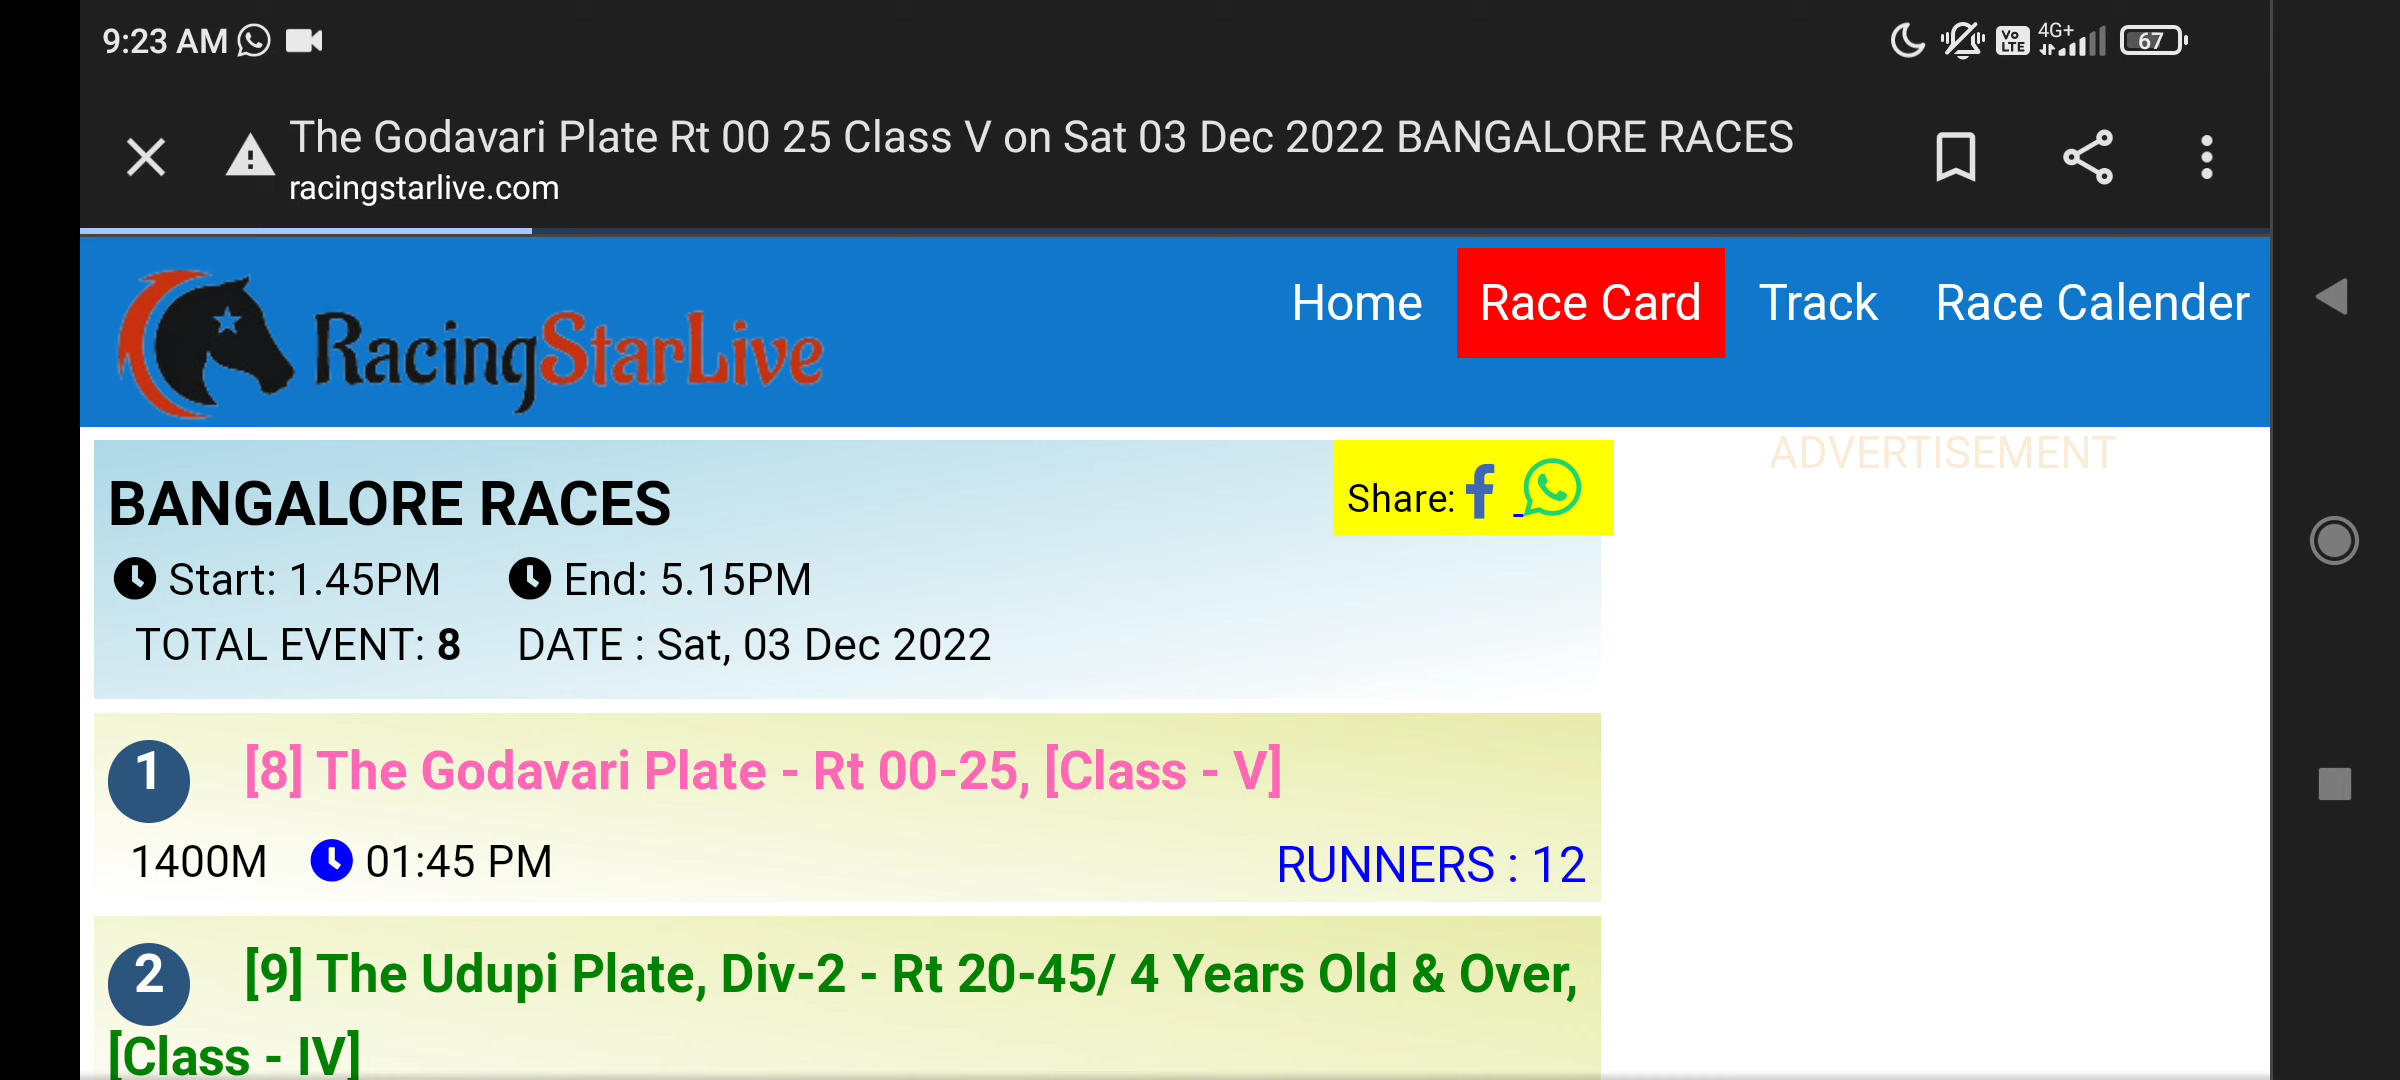 9:23 AM
Vo LTE 4G+ 67
The Godavari Plate Rt 00 25 Class V on Sat 03 Dec 2022 BANGALORE RACES
racingstarlive.com
RacingStarLive
Home Race Card Track Race Calender
ADVERTISEMENT
BANGALORE RACES
Share:
Start: 1.45PM End: 5.15PM
TOTAL EVENT: 8 DATE : Sat, 03 Dec 2022
1 [8] The Godavari Plate - Rt 00-25, [Class - V]
1400M 01:45 PM RUNNERS : 12
2 [9] The Udupi Plate, Div-2 - Rt 20-45/ 4 Years Old & Over,
[Class - IV]